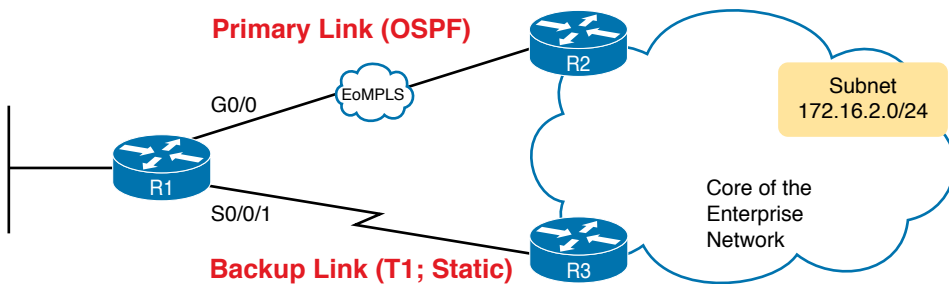 Primary Link (OSPF)
R2
EoMPLS
Subnet
172.16.2.0/24
G0/0
R1
S0/0/1
Core of the
Enterprise
Network
Backup Link (T1; Static)
R3